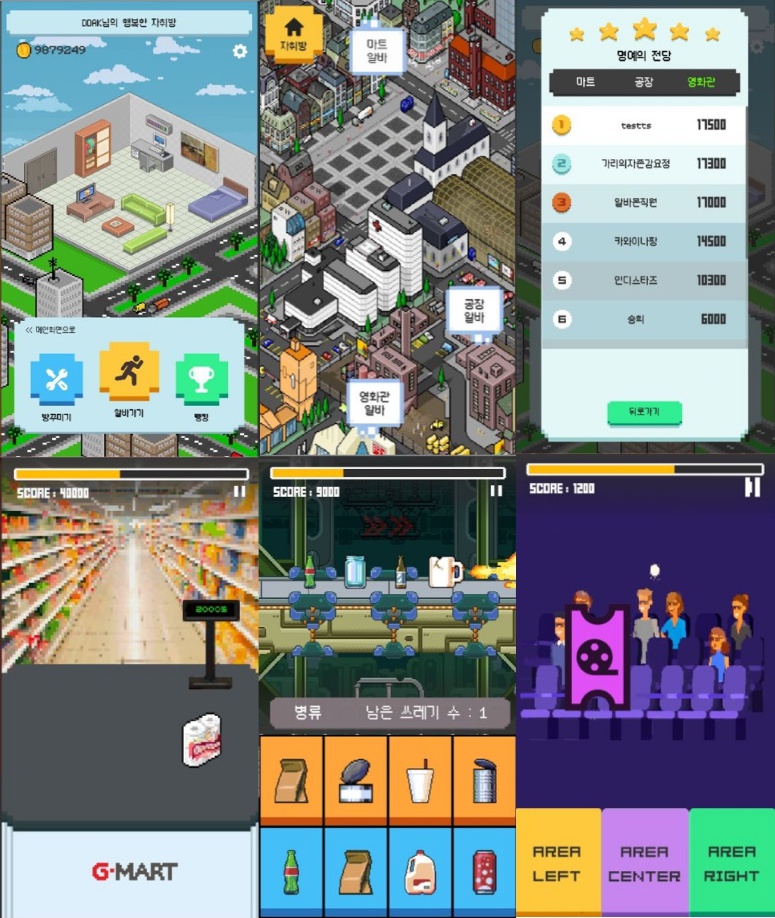 DDAK님의 행복한 자취방
9879249
<< 메인화면으로
방꾸미기
알바가기
랭킹
자취방
마트
알바
공장
알바
영화관
알바
명예의 전당
마트 공장 영화관
1 testts 17500
2 가리의자른감요정 17300
3 알바몬직원 17000
4 카와이나짱 14500
5 인디스타즈 10300
6 승희 6000
뒤로가기
SCORE : 40000
2000$
G·MART
SCORE : 9000
병류 남은 쓰레기 수 : 1
SCORE : 1200
AREA
LEFT
AREA
CENTER
AREA
RIGHT